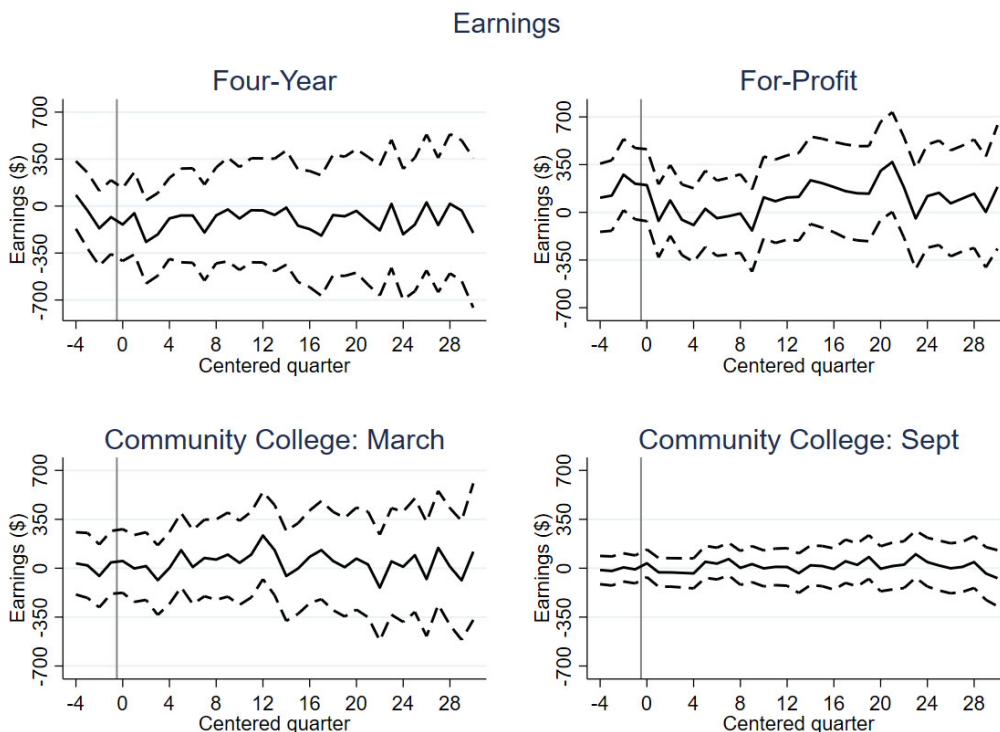 Earnings
Four-Year
Earnings ($)
700
350
0
-350
-700
-4 0 4 8 12 16 20 24 28
Centered quarter
For-Profit
Earnings ($)
700
350
0
-350
-700
-4 0 4 8 12 16 20 24 28
Centered quarter
Community College: March
Earnings ($)
700
350
0
-350
-700
-4 0 4 8 12 16 20 24 28
Centered quarter
Community College: Sept
Earnings ($)
700
350
0
-350
-700
-4 0 4 8 12 16 20 24 28
Centered quarter